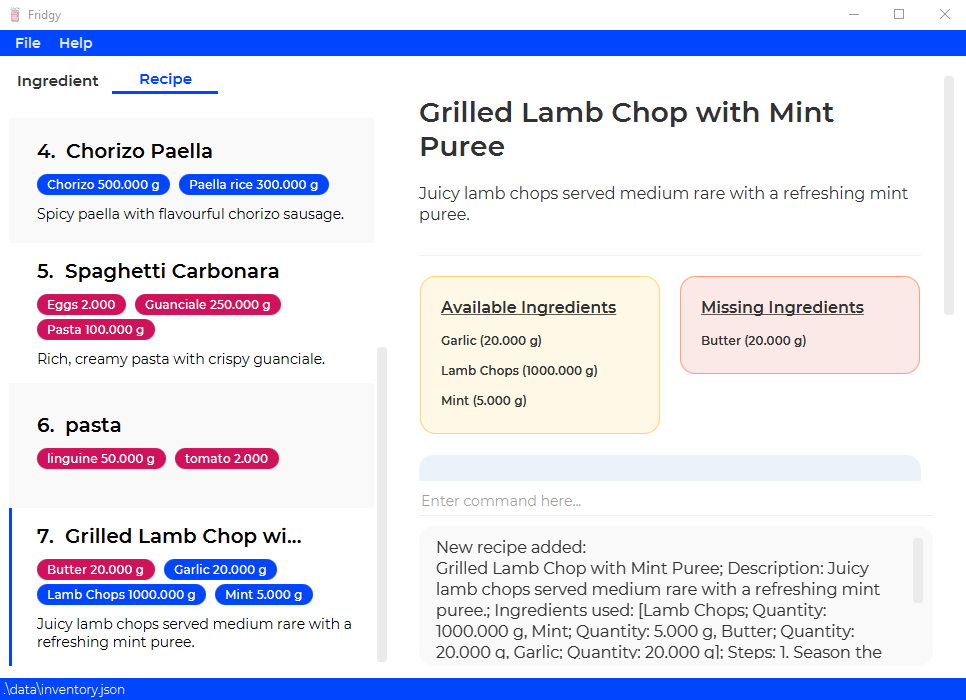 Fridgy
File Help
Ingredient Recipe
4. Chorizo Paella
Chorizo 500.000 g Paella rice 300.000 g
Spicy paella with flavourful chorizo sausage.
5. Spaghetti Carbonara
Eggs 2.000 Guanciale 250.000 g
Pasta 100.000 g
Rich, creamy pasta with crispy guanciale.
6. pasta
linguine 50.000 g tomato 2.000
7. Grilled Lamb Chop wi...
Butter 20.000 g Garlic 20.000 g
Lamb Chops 1000.000 g Mint 5.000 g
Juicy lamb chops served medium rare with a
refreshing mint puree.
Grilled Lamb Chop with Mint
Puree
Juicy lamb chops served medium rare with a refreshing mint
puree.
Available Ingredients
Garlic (20.000 g)
Lamb Chops (1000.000 g)
Mint (5.000 g)
Missing Ingredients
Butter (20.000 g)
Enter command here...
New recipe added:
Grilled Lamb Chop with Mint Puree; Description: Juicy
lamb chops served medium rare with a refreshing mint
puree.; Ingredients used: [Lamb Chops; Quantity:
1000.000 g, Mint; Quantity: 5.000 g, Butter; Quantity:
20.000 g, Garlic; Quantity: 20.000 g]; Steps: 1. Season the
.\data\inventory.json